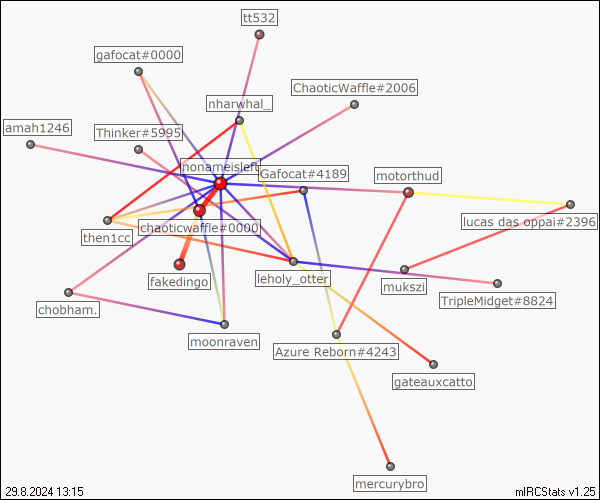 tt532
gafocat#0000
ChaoticWaffle#2006
nharwhal_
amah1246
Thinker#5995
nonameisleft
Gafocat#4189
motorthud
lucas das oppai#2396
chaoticwaffle#0000
then1cc
fakedingo
leholy_otter
mukszi
TripleMidget#8824
chobham.
moonraven
Azure Reborn#4243
gateauxcatto
mercurybro
29.8.2024 13:15
mIRCStats v1.25